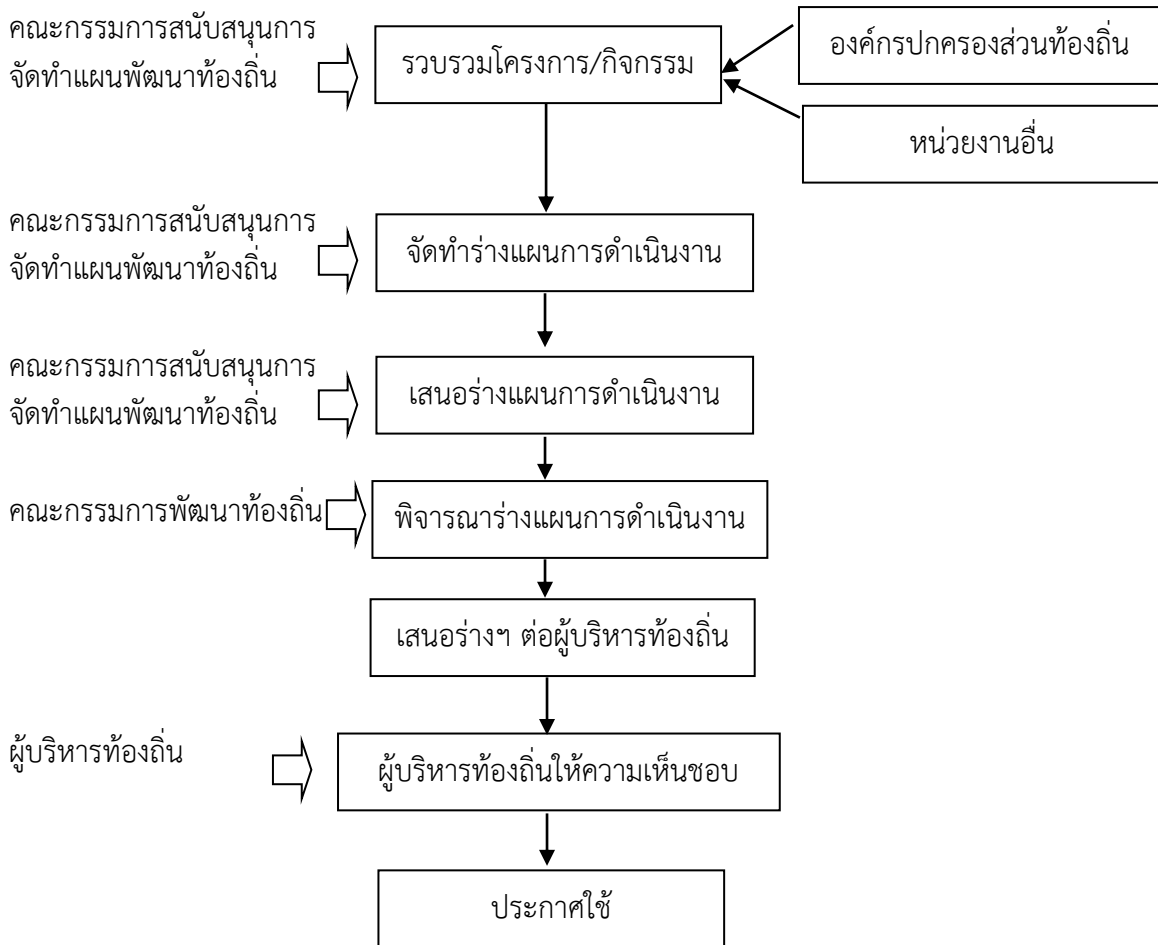 คณะกรรมการสนับสนุนการ
จัดทำแผนพัฒนาท้องถิ่น
รวบรวมโครงการ/กิจกรรม
องค์กรปกครองส่วนท้องถิ่น
หน่วยงานอื่น
คณะกรรมการสนับสนุนการ
จัดทำแผนพัฒนาท้องถิ่น
จัดทำร่างแผนการดำเนินงาน
คณะกรรมการสนับสนุนการ
จัดทำแผนพัฒนาท้องถิ่น
เสนอร่างแผนการดำเนินงาน
คณะกรรมการพัฒนาท้องถิ่น
พิจารณาร่างแผนการดำเนินงาน
เสนอร่างฯ ต่อผู้บริหารท้องถิ่น
ผู้บริหารท้องถิ่น
ผู้บริหารท้องถิ่นให้ความเห็นชอบ
ประกาศใช้